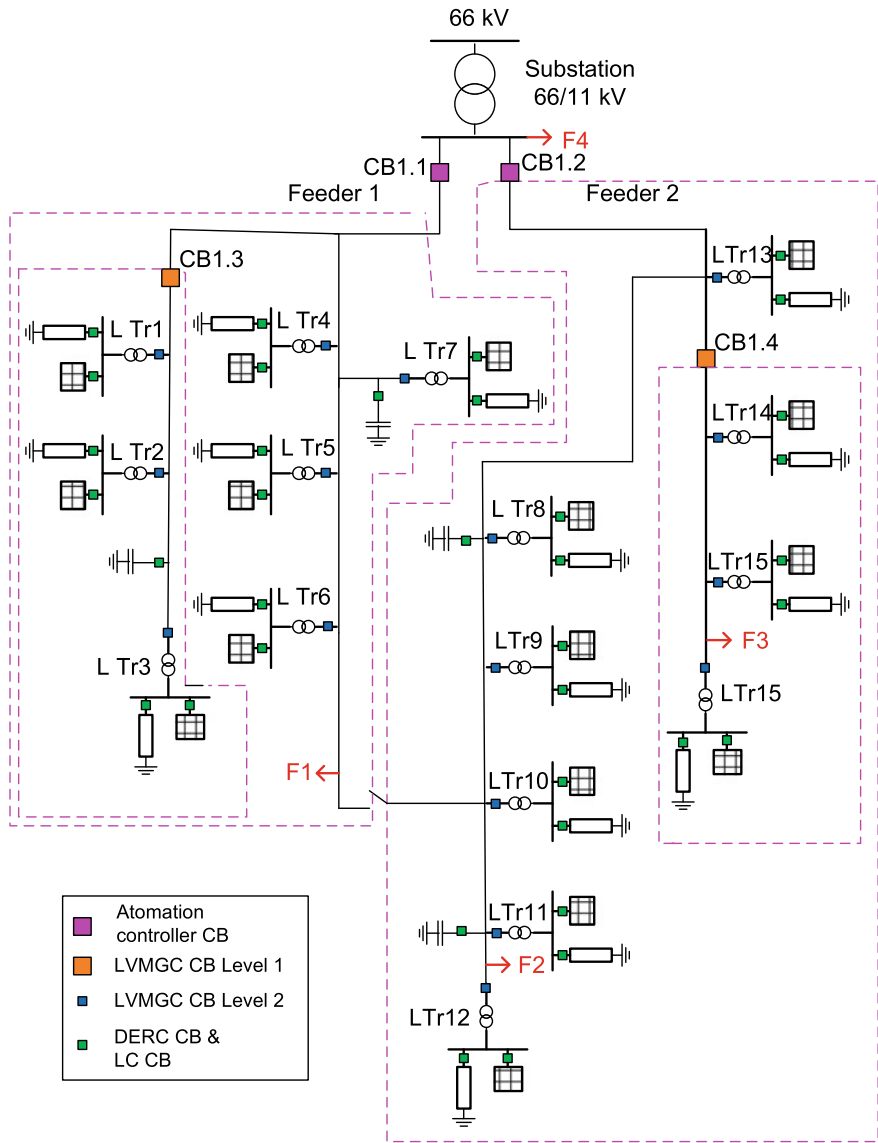 66 kV
Substation
66/11 kV
F4
CB1.1
CB1.2
Feeder 1
Feeder 2
CB1.3
LTr13
L Tr1
L Tr4
L Tr7
CB1.4
LTr14
L Tr2
L Tr5
L Tr8
LTr15
L Tr6
LTr9
F3
L Tr3
LTr15
F1
LTr10
LTr11
F2
LTr12
Atomation
controller CB
LVMGC CB Level 1
LVMGC CB Level 2
DERC CB &
LC CB